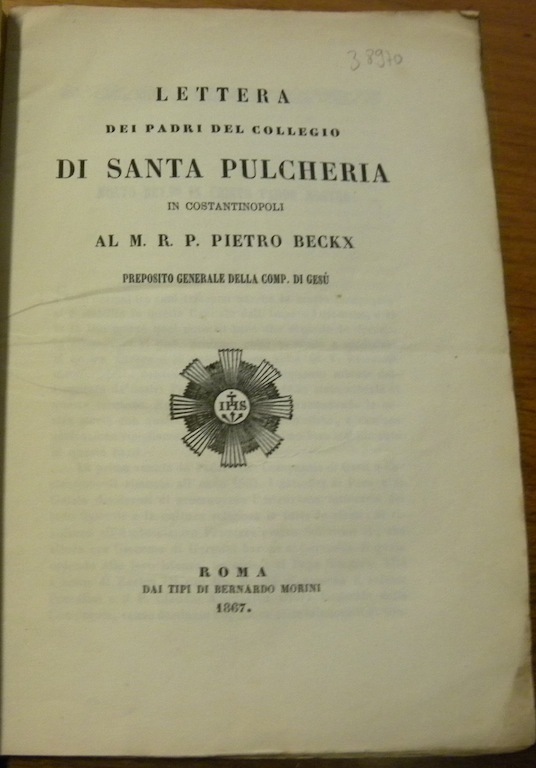 38970
LETTERA
DEI PADRI DEL COLLEGIO
DI SANTA PULCHERIA
IN COSTANTINOPOLI
AL M. R. P. PIETRO BECKX
PREPOSITO GENERALE DELLA COMP. DI GESÙ
IHS
ROMA
DAI TIPI DI BERNARDO MORINI
1867.